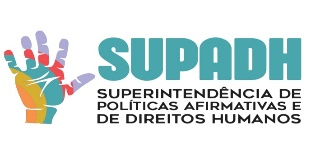 SUPADH
SUPERINTENDÊNCIA DE
POLÍTICAS AFIRMATIVAS E
DE DIREITOS HUMANOS